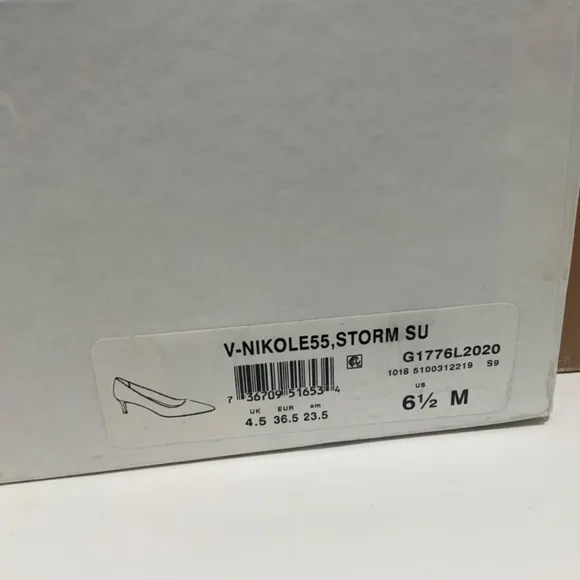 V-NIKOLE55,STORM SU
G1776L2020
1018 5100312219 S9
7 36709 51653 4
UK EUR cm
4.5 36.5 23.5
US
6½ M